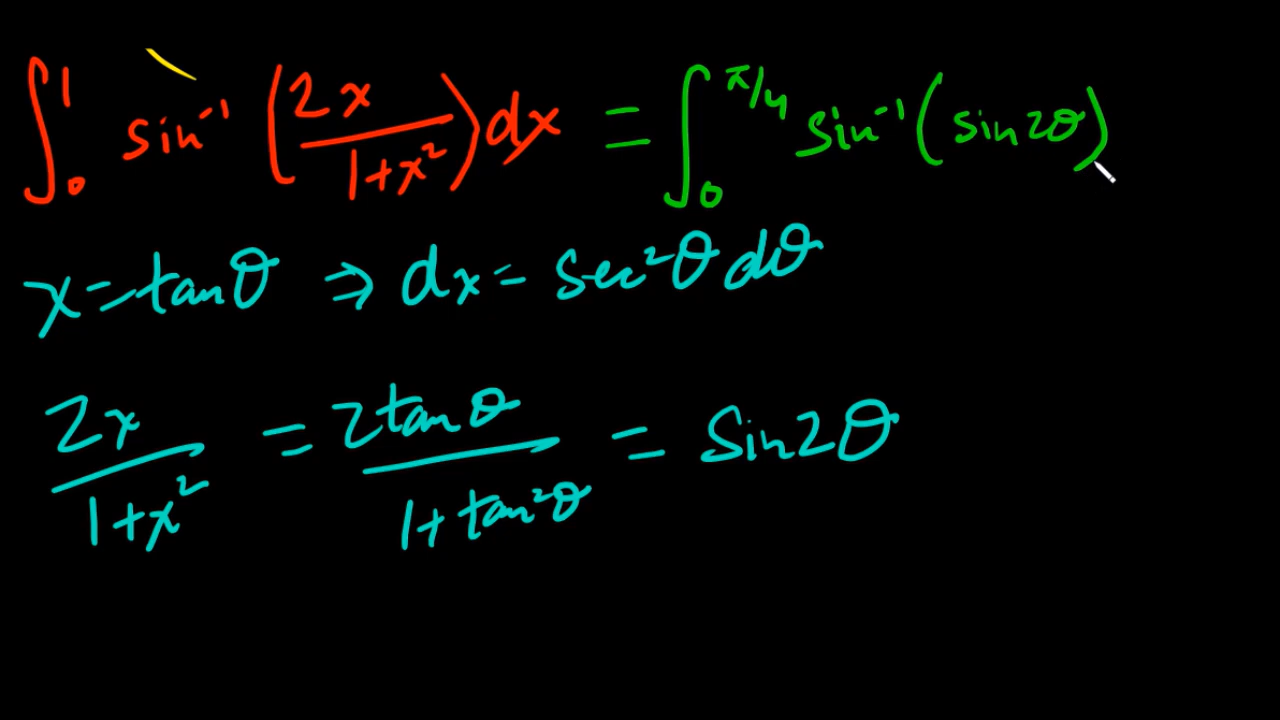 ∫₀¹ sin⁻¹ (2x/(1+x²)) dx = ∫₀^(π/4) sin⁻¹ (sin2θ)
x = tanθ ⇒ dx = sec²θ dθ
2x/(1+x²) = 2tanθ/(1+tan²θ) = Sin2θ